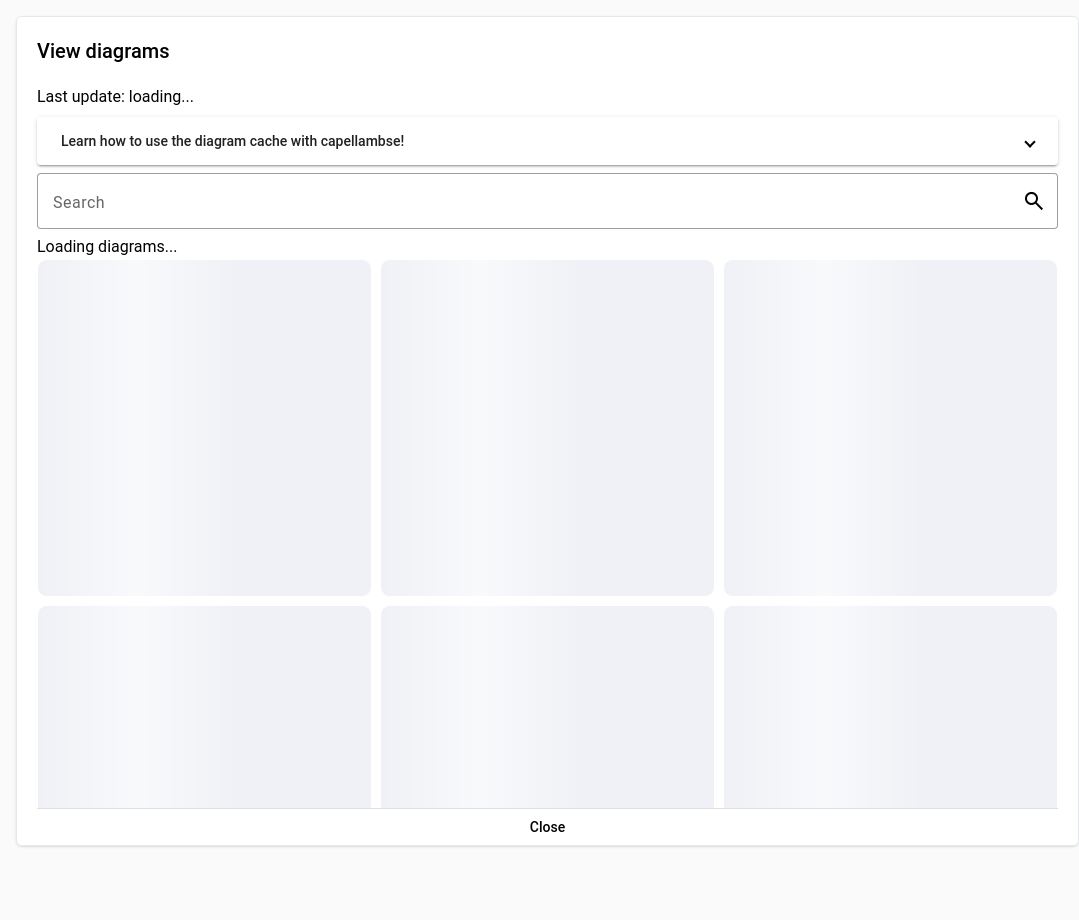 View diagrams
Last update: loading...
Learn how to use the diagram cache with capellambse!
Search
Loading diagrams...
Close